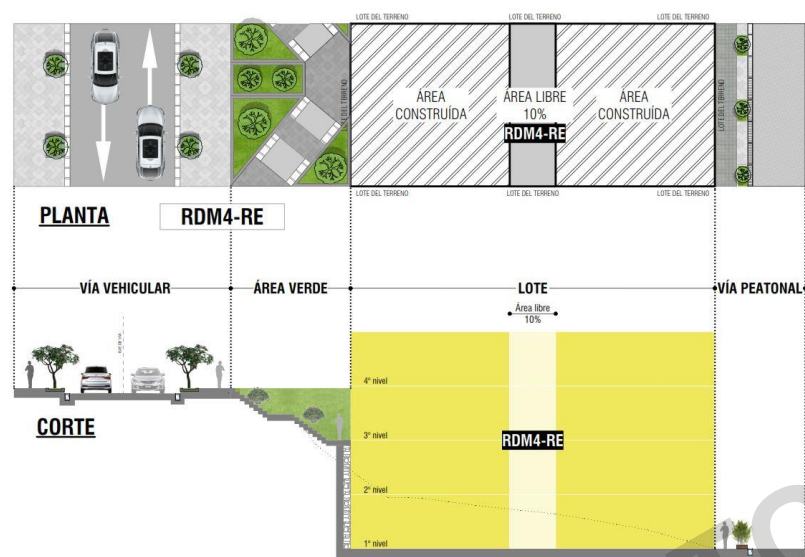 LOTE DEL TERRENO
LOTE DEL TERRENO
LOTE DEL TERRENO
LOTE DEL TERRENO
ÁREA
CONSTRUÍDA
ÁREA LIBRE
10%
RDM4-RE
ÁREA
CONSTRUÍDA
LOTE DEL TERRENO
LOTE DEL TERRENO
LOTE DEL TERRENO
LOTE DEL TERRENO
PLANTA
RDM4-RE
VÍA VEHICULAR
ÁREA VERDE
LOTE
VÍA PEATONAL
Área libre
10%
EJE DE VÍA
CORTE
4° nivel
3° nivel
RDM4-RE
2° nivel
1° nivel